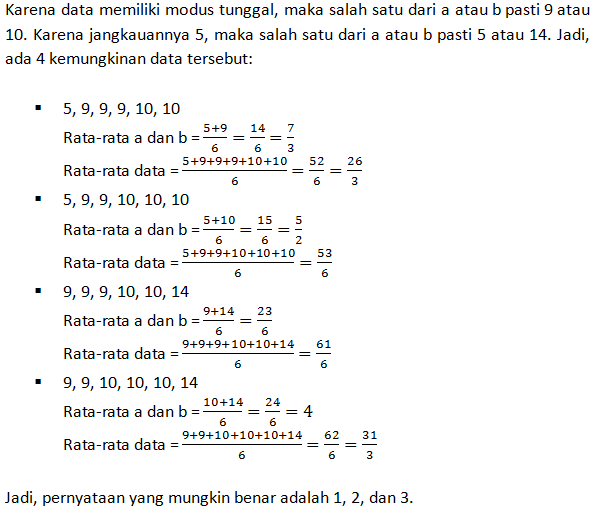 Karena data memiliki modus tunggal, maka salah satu dari a atau b pasti 9 atau
10. Karena jangkauannya 5, maka salah satu dari a atau b pasti 5 atau 14. Jadi,
ada 4 kemungkinan data tersebut:
▪ 5, 9, 9, 9, 10, 10
Rata-rata a dan b = \frac{5+9}{6} = \frac{14}{6} = \frac{7}{3}
Rata-rata data = \frac{5+9+9+9+10+10}{6} = \frac{52}{6} = \frac{26}{3}
▪ 5, 9, 9, 10, 10, 10
Rata-rata a dan b = \frac{5+10}{6} = \frac{15}{6} = \frac{5}{2}
Rata-rata data = \frac{5+9+9+10+10+10}{6} = \frac{53}{6}
▪ 9, 9, 9, 10, 10, 14
Rata-rata a dan b = \frac{9+14}{6} = \frac{23}{6}
Rata-rata data = \frac{9+9+9+10+10+14}{6} = \frac{61}{6}
▪ 9, 9, 10, 10, 10, 14
Rata-rata a dan b = \frac{10+14}{6} = \frac{24}{6} = 4
Rata-rata data = \frac{9+9+10+10+10+14}{6} = \frac{62}{6} = \frac{31}{3}
Jadi, pernyataan yang mungkin benar adalah 1, 2, dan 3.